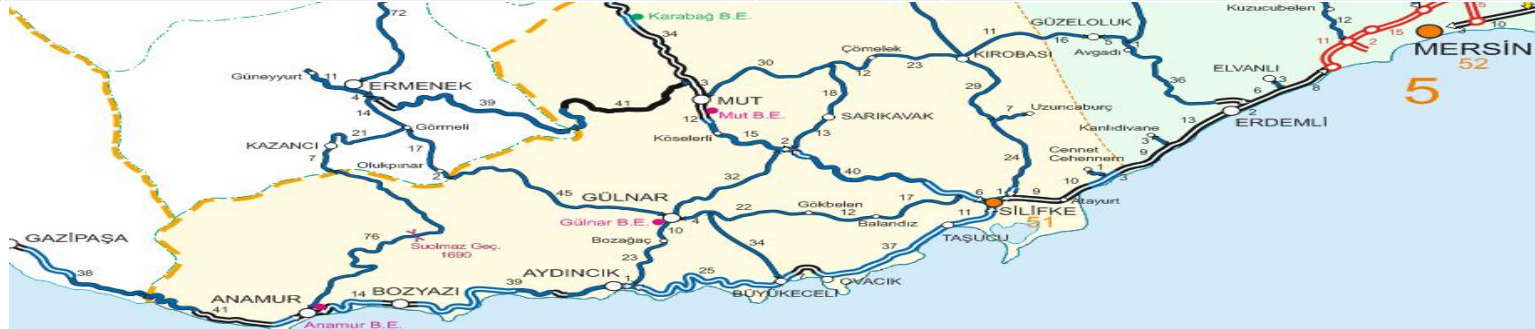 Karabağ B.E.
Kuzucubelen
72
34
GÜZELOLUK
12
5
15
3
10
11
16
5
1
11
2
Avgadı
MERSİN
52
Güneyyurt
11
ERMENEK
4
30
Çömelek
12
23
KIROBASI
ELVANLI
3
36
8
5
39
41
3
MUT
Mut B.E.
18
29
7
Uzuncaburç
6
2
ERDEMLİ
14
Görmeli
21
12
Köselerli
15
SARIKAVAK
13
13
Kanlıdivane
3
KAZANCI
7
17
2
9
Cennet
Cehennem
1
Olukpınar
2
40
24
10
3
45
32
GÜLNAR
6
1
9
Atayurt
SİLİFKE
51
Gökbelen
17
22
12
Balandız
11
TAŞUCU
Gülnar B.E.
4
10
Bozağaç
GAZİPAŞA
76
Suolmaz Geç.
1690
34
37
38
23
AYDINCIK
1
25
39
BÜYÜKECELİ
OVACIK
41
ANAMUR
14
BOZYAZI
Anamur B.E.